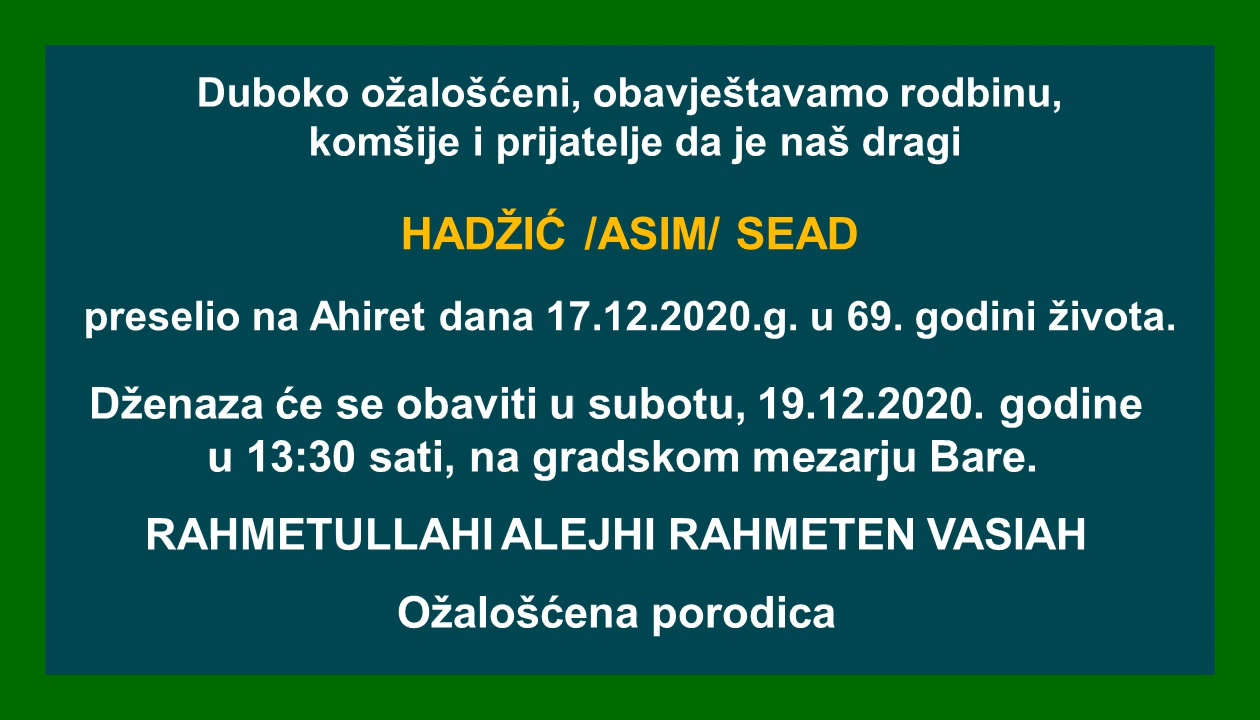 Duboko ožalošćeni, obavještavamo rodbinu,
komšije i prijatelje da je naš dragi
HADŽIĆ /ASIM/ SEAD
preselio na Ahiret dana 17.12.2020.g. u 69. godini života.
Dženaza će se obaviti u subotu, 19.12.2020. godine
u 13:30 sati, na gradskom mezarju Bare.
RAHMETULLAHI ALEJHI RAHMETEN VASIAH
Ožalošćena porodica